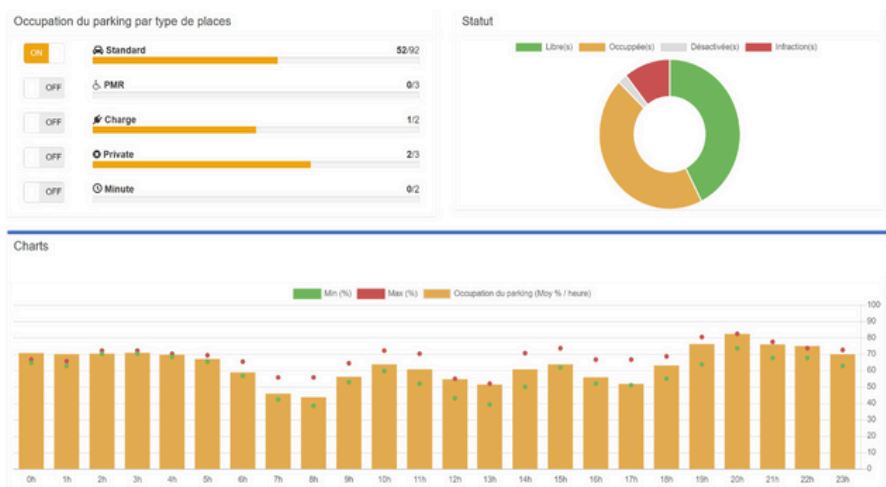 Occupation du parking par type de places
ON Standard 52/92
OFF PMR 0/3
OFF Charge 1/2
OFF Private 2/3
OFF Minute 0/2
Statut
Libre(s) Occuppée(s) Désactivée(s) Infraction(s)
Charts
Min (%) Max (%) Occupation du parking (Moy % / heure)
100
90
80
70
60
50
40
30
20
10
0
0h 1h 2h 3h 4h 5h 6h 7h 8h 9h 10h 11h 12h 13h 14h 15h 16h 17h 18h 19h 20h 21h 22h 23h